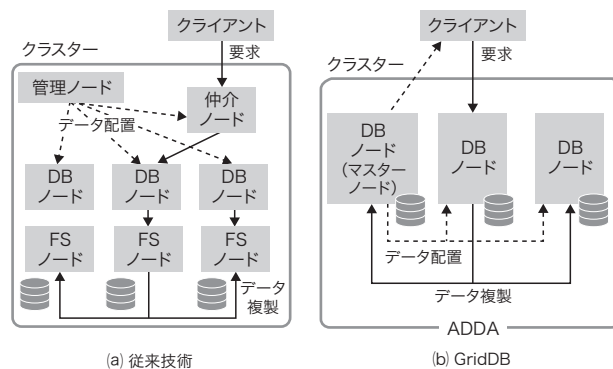 クライアント
要求
クラスター
管理ノード
仲介
ノード
データ配置
DB
ノード
DB
ノード
DB
ノード
FS
ノード
FS
ノード
FS
ノード
データ
複製
(a) 従来技術
クライアント
要求
クラスター
DB
ノード
(マスター
ノード)
DB
ノード
DB
ノード
データ配置
データ複製
ADDA
(b) GridDB